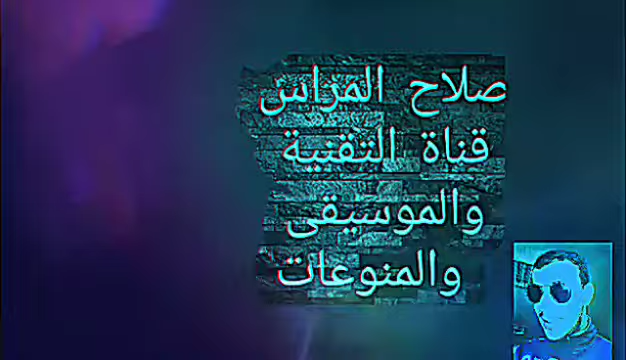 صلاح المراس
قناة التقنية
والموسيقى
والمنوعات